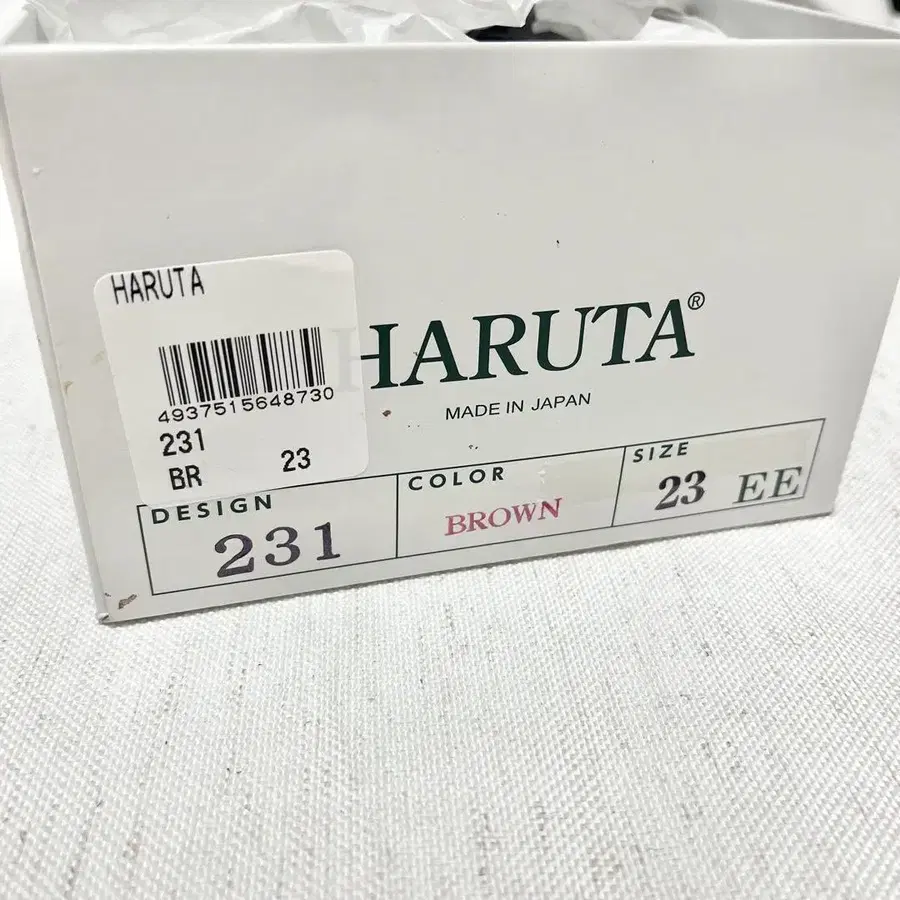 HARUTA
4937515648730
231
BR 23
HARUTA®
MADE IN JAPAN
DESIGN COLOR SIZE
231 BROWN 23 EE